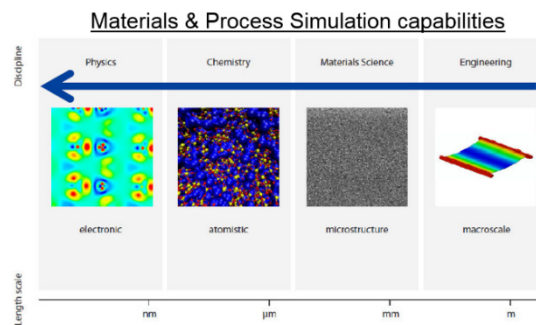 Materials & Process Simulation capabilities
Discipline
Physics Chemistry Materials Science Engineering
electronic atomistic microstructure macroscale
Length scale
nm μm mm m